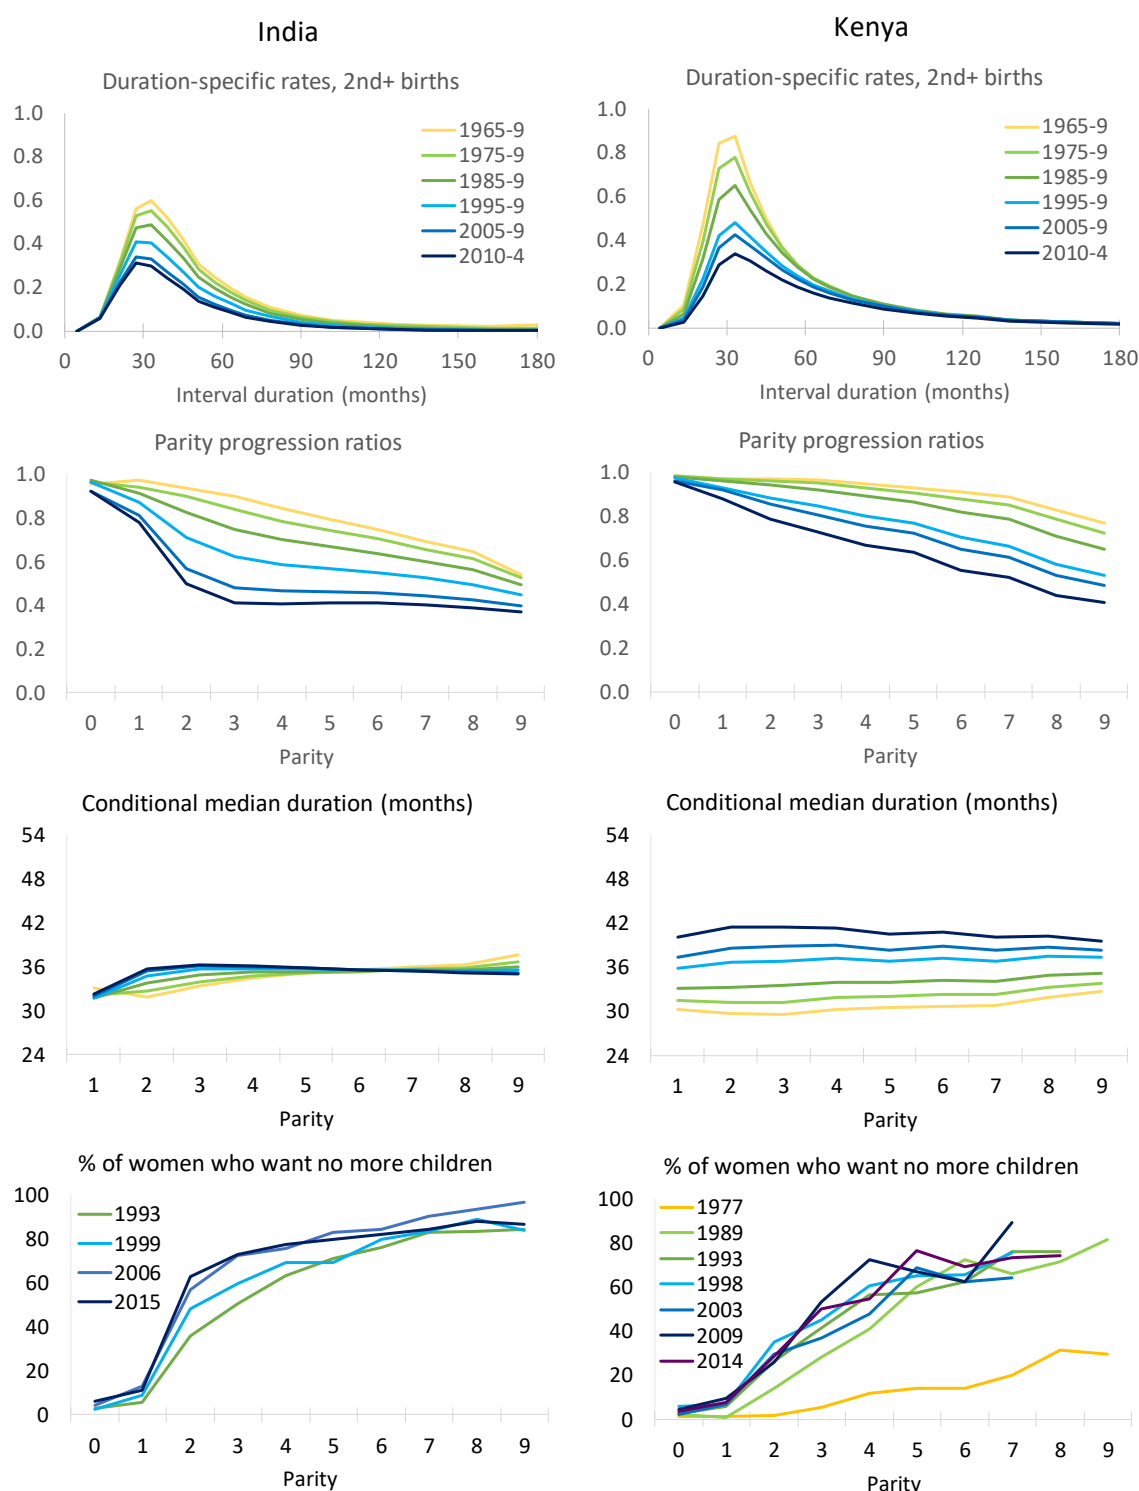 India
Duration-specific rates, 2nd+ births
1.0
0.8
0.6
0.4
0.2
0.0
1965-9
1975-9
1985-9
1995-9
2005-9
2010-4
0 30 60 90 120 150 180
Interval duration (months)
Kenya
Duration-specific rates, 2nd+ births
1.0
0.8
0.6
0.4
0.2
0.0
1965-9
1975-9
1985-9
1995-9
2005-9
2010-4
0 30 60 90 120 150 180
Interval duration (months)
Parity progression ratios
1.0
0.8
0.6
0.4
0.2
0.0
0 1 2 3 4 5 6 7 8 9
Parity
Parity progression ratios
1.0
0.8
0.6
0.4
0.2
0.0
0 1 2 3 4 5 6 7 8 9
Parity
Conditional median duration (months)
54
48
42
36
30
24
1 2 3 4 5 6 7 8 9
Parity
Conditional median duration (months)
54
48
42
36
30
24
1 2 3 4 5 6 7 8 9
Parity
% of women who want no more children
100
80
60
40
20
0
1993
1999
2006
2015
0 1 2 3 4 5 6 7 8 9
Parity
% of women who want no more children
100
80
60
40
20
0
1977
1989
1993
1998
2003
2009
2014
0 1 2 3 4 5 6 7 8 9
Parity